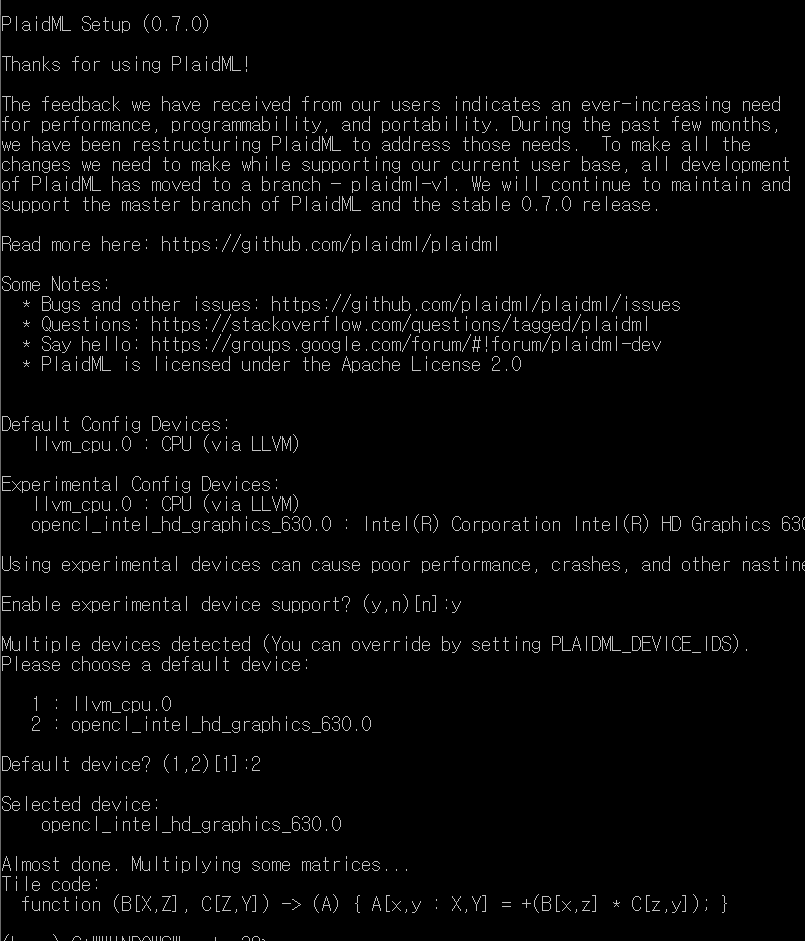 PlaidML Setup (0.7.0)
Thanks for using PlaidML!
The feedback we have received from our users indicates an ever-increasing need
for performance, programmability, and portability. During the past few months,
we have been restructuring PlaidML to address those needs.  To make all the
changes we need to make while supporting our current user base, all development
of PlaidML has moved to a branch — plaidml-v1. We will continue to maintain and
support the master branch of PlaidML and the stable 0.7.0 release.
Read more here: https://github.com/plaidml/plaidml
Some Notes:
* Bugs and other issues: https://github.com/plaidml/plaidml/issues
* Questions: https://stackoverflow.com/questions/tagged/plaidml
* Say hello: https://groups.google.com/forum/#!forum/plaidml-dev
* PlaidML is licensed under the Apache License 2.0
Default Config Devices:
llvm_cpu.0 : CPU (via LLVM)
Experimental Config Devices:
llvm_cpu.0 : CPU (via LLVM)
opencl_intel_hd_graphics_630.0 : Intel(R) Corporation Intel(R) HD Graphics 630
Using experimental devices can cause poor performance, crashes, and other
Enable experimental device support? (y,n)[n]:y
Multiple devices detected (You can override by setting PLAIDML_DEVICE_IDS).
Please choose a default device:
1 : llvm_cpu.0
2 : opencl_intel_hd_graphics_630.0
Default device? (1,2)[1]:2
Selected device:
opencl_intel_hd_graphics_630.0
Almost done. Multiplying some matrices...
Tile code:
function (B[X,Z], C[Z,Y]) -> (A) { A[x,y : X,Y] = +(B[x,z] * C[z,y]); }